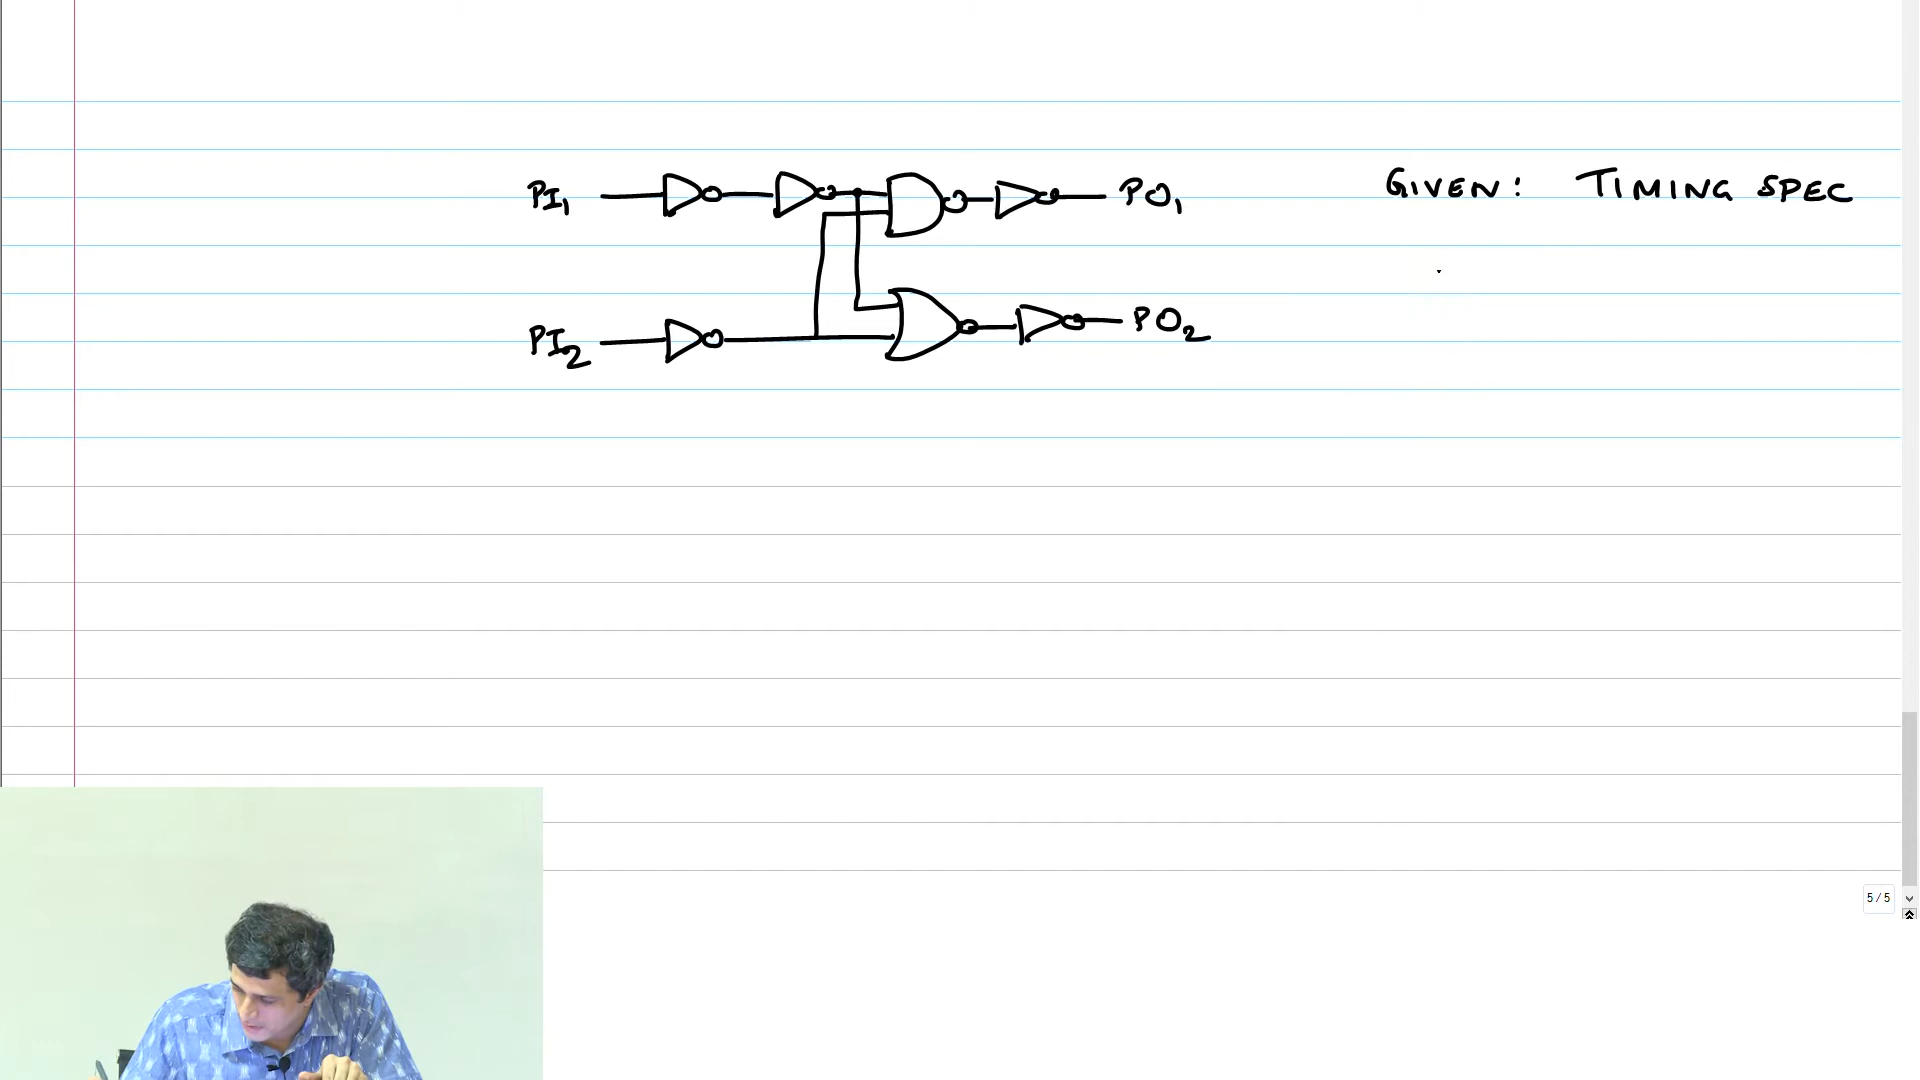 PI1
PO1
GIVEN: TIMING SPEC
PI2
PO2
5 / 5